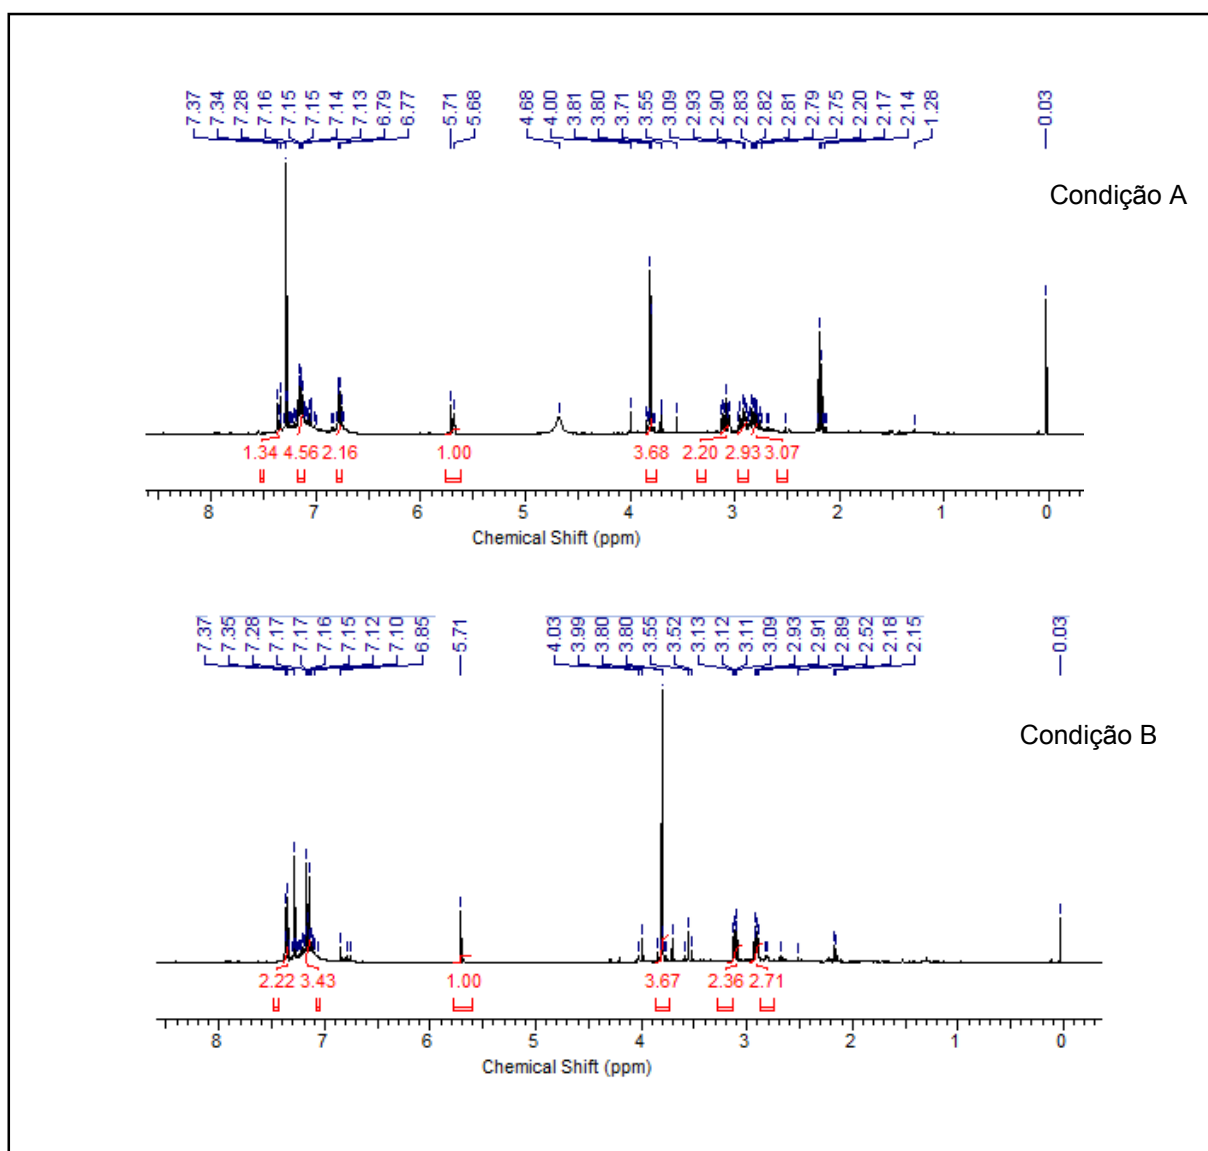 7.37 7.34 7.28 7.16 7.15 7.15 7.14 7.13 6.79 6.77 5.71 5.68 4.68 4.00 3.81 3.80 3.71 3.55 3.09 2.93 2.90 2.83 2.82 2.81 2.79 2.75 2.20 2.17 2.14 1.28 0.03
Condição A
1.34 4.56 2.16 1.00 3.68 2.20 2.93 3.07
8 7 6 5 4 3 2 1 0
Chemical Shift (ppm)
7.37 7.35 7.28 7.17 7.17 7.16 7.15 7.12 7.10 6.85 5.71 4.03 3.99 3.80 3.80 3.55 3.52 3.13 3.12 3.11 3.09 2.93 2.91 2.89 2.52 2.18 2.15 0.03
Condição B
2.22 3.43 1.00 3.67 2.36 2.71
8 7 6 5 4 3 2 1 0
Chemical Shift (ppm)